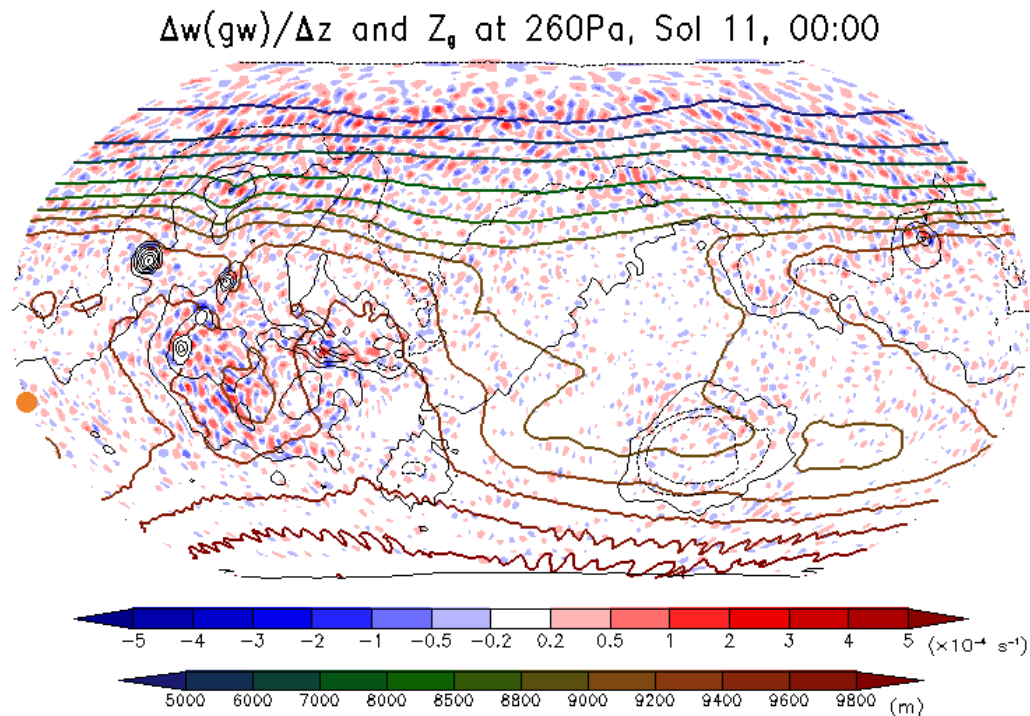 Δw(gw)/Δz and Zg at 260Pa, Sol 11, 00:00
−5 −4 −3 −2 −1 −0.5 −0.2 0.2 0.5 1 2 3 4 5 (×10⁻⁴ s⁻¹)
5000 6000 7000 8000 8500 8800 9000 9200 9400 9600 9800 (m)